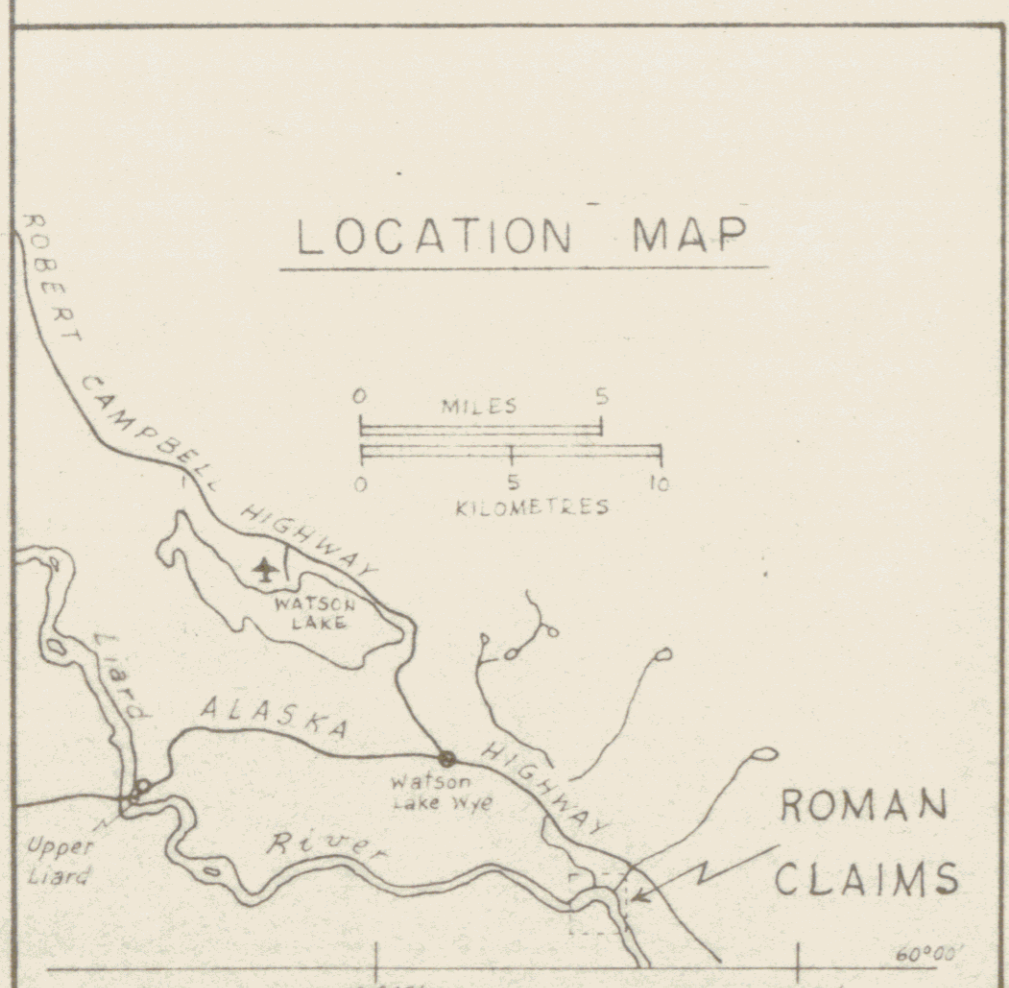 LOCATION MAP
ROBERT CAMPBELL HIGHWAY
0 5
MILES
0 5 10
KILOMETRES
WATSON
LAKE
Liard
ALASKA HIGHWAY
Watson
Lake Wye
ROMAN
CLAIMS
Upper
Liard
River
60°00'